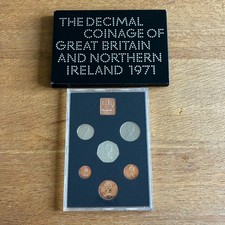 THE DECIMAL
COINAGE OF
GREAT BRITAIN
AND NORTHERN
IRELAND 1971